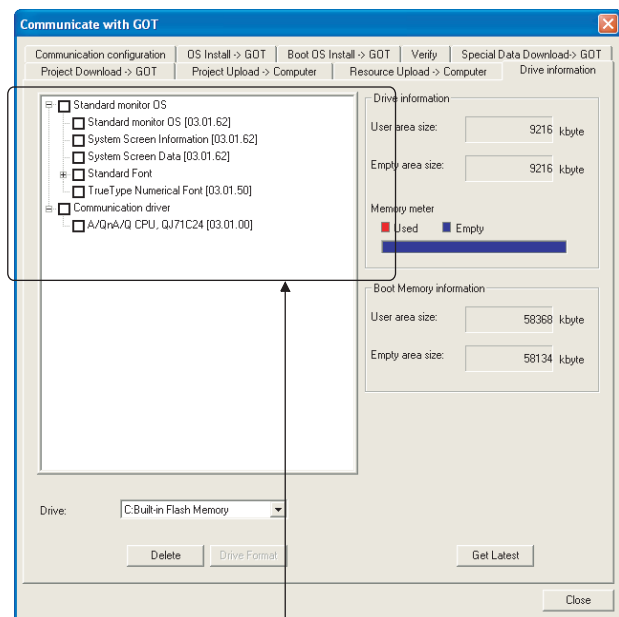 Communicate with GOT
Communication configuration OS Install -> GOT Boot OS Install -> GOT Verify Special Data Download-> GOT
Project Download -> GOT Project Upload -> Computer Resource Upload -> Computer Drive information
Standard monitor OS
Standard monitor OS [03.01.62]
System Screen Information [03.01.62]
System Screen Data [03.01.62]
Standard Font
TrueType Numerical Font [03.01.50]
Communication driver
A/QnA/Q CPU, QJ71C24 [03.01.00]
Drive information
User area size: 9216 kbyte
Empty area size: 9216 kbyte
Memory meter
Used Empty
Boot Memory information
User area size: 58368 kbyte
Empty area size: 58134 kbyte
Drive: C:Built-in Flash Memory
Delete Drive Format Get Latest
Close